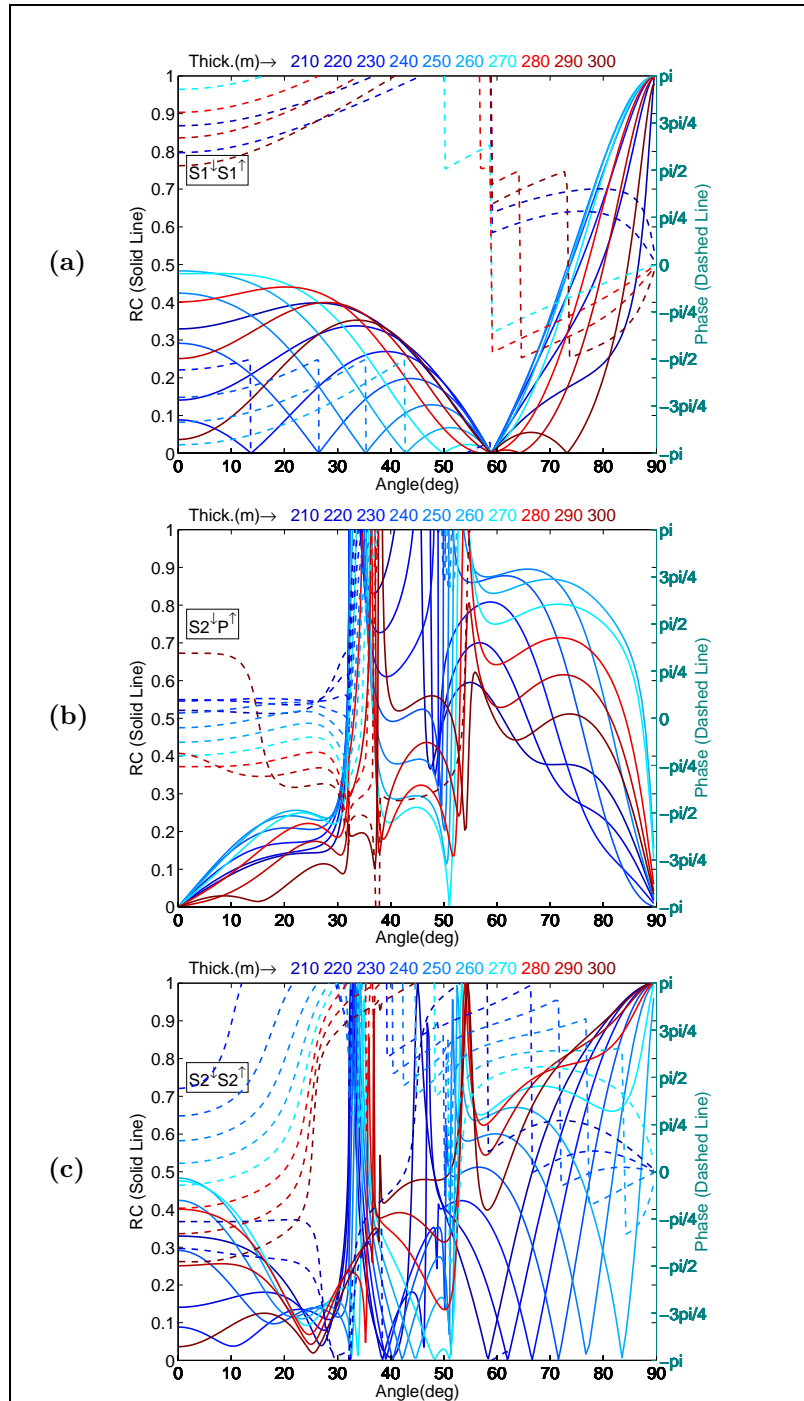 Thick.(m)→ 210 220 230 240 250 260 270 280 290 300
1 pi
0.9 3pi/4
0.8
0.7 pi/2
S1↓S1↑
0.6 pi/4
(a)
RC (Solid Line)
0.5 0
Phase (Dashed Line)
0.4 −pi/4
0.3
0.2 −pi/2
0.1 −3pi/4
0 −pi
0 10 20 30 40 50 60 70 80 90
Angle(deg)
Thick.(m)→ 210 220 230 240 250 260 270 280 290 300
1 pi
0.9 3pi/4
0.8
0.7 pi/2
S2↓P↑
0.6 pi/4
(b)
RC (Solid Line)
0.5 0
Phase (Dashed Line)
0.4 −pi/4
0.3
0.2 −pi/2
0.1 −3pi/4
0 −pi
0 10 20 30 40 50 60 70 80 90
Angle(deg)
Thick.(m)→ 210 220 230 240 250 260 270 280 290 300
1 pi
0.9 3pi/4
0.8
0.7 pi/2
S2↓S2↑
0.6 pi/4
(c)
RC (Solid Line)
0.5 0
Phase (Dashed Line)
0.4 −pi/4
0.3
0.2 −pi/2
0.1 −3pi/4
0 −pi
0 10 20 30 40 50 60 70 80 90
Angle(deg)